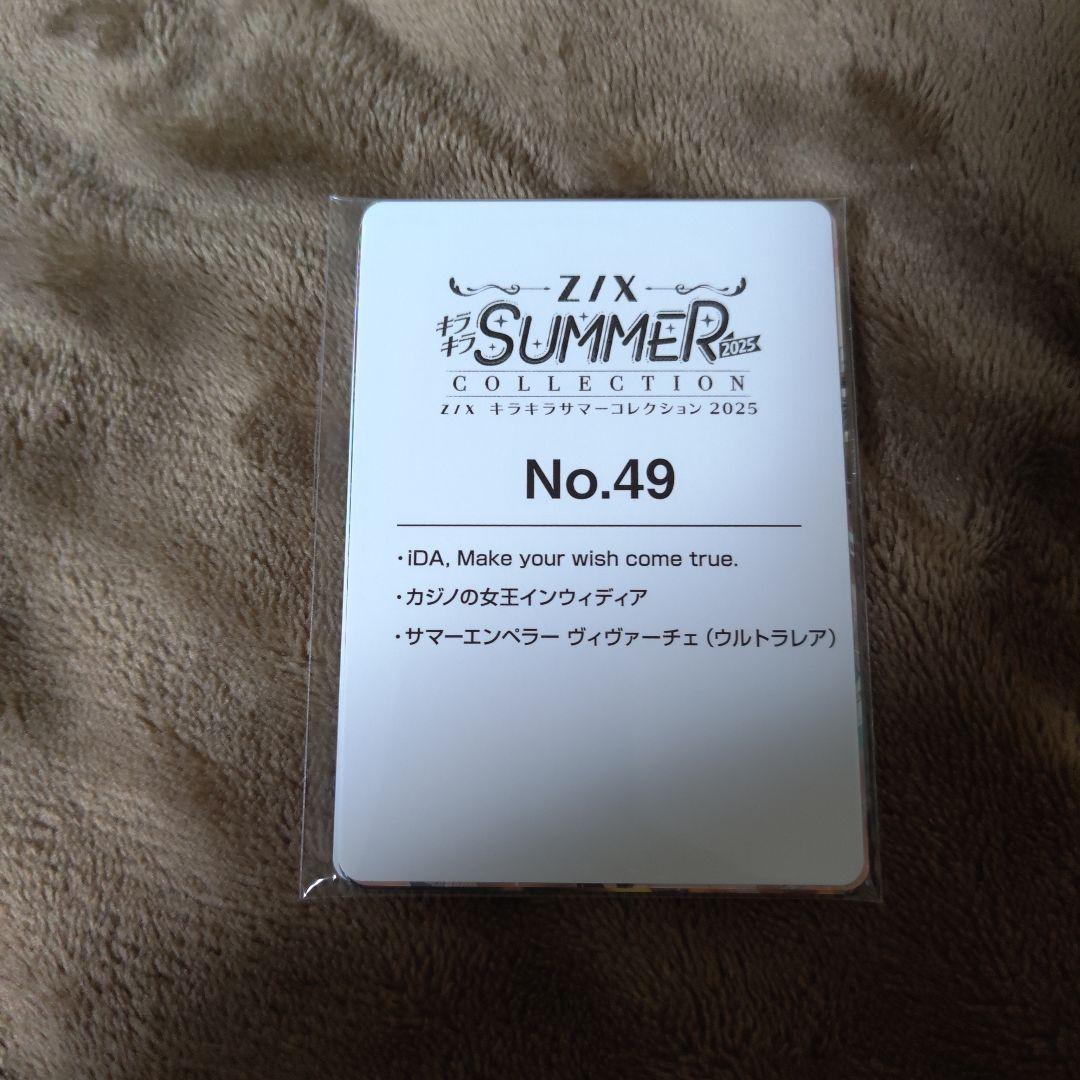 Z/X
キラキラ SUMMER 2025
COLLECTION
Z/X キラキラサマーコレクション 2025
No.49
・iDA, Make your wish come true.
・カジノの女王インウィディア
・サマーエンペラー ヴィヴァーチェ（ウルトラレア）